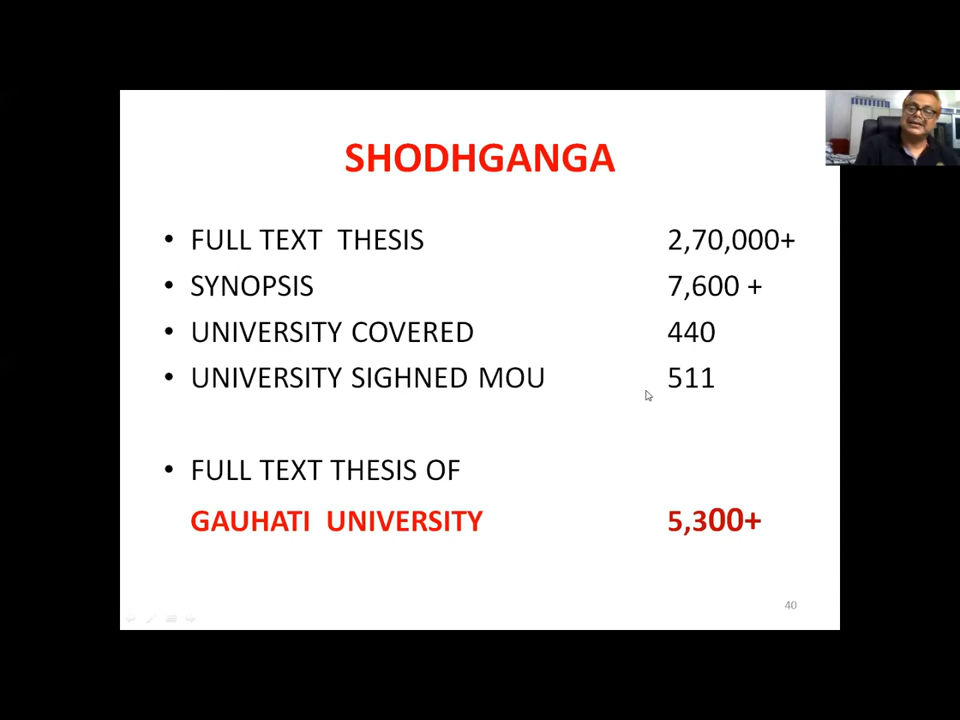 SHODHGANGA
• FULL TEXT THESIS 2,70,000+
• SYNOPSIS 7,600 +
• UNIVERSITY COVERED 440
• UNIVERSITY SIGHNED MOU 511
• FULL TEXT THESIS OF
GAUHATI UNIVERSITY 5,300+
40